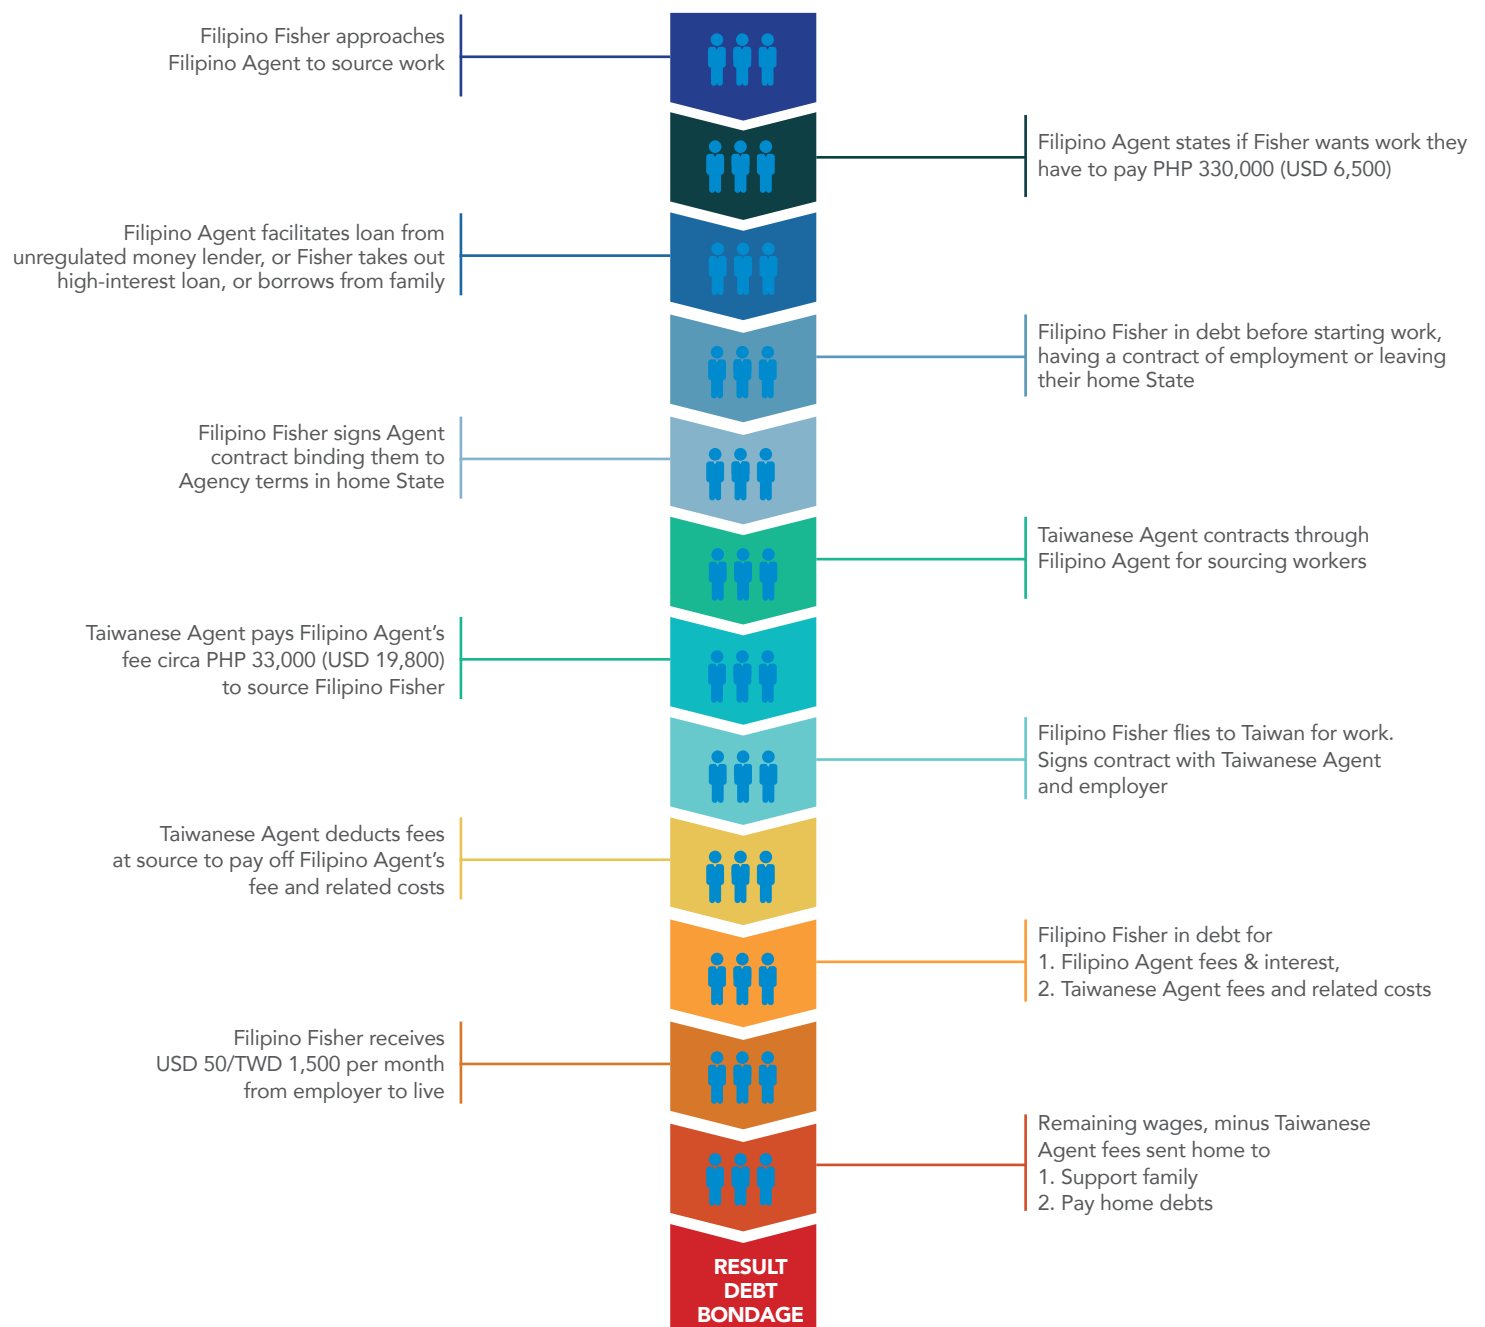 Filipino Fisher approaches
Filipino Agent to source work
Filipino Agent states if Fisher wants work they
have to pay PHP 330,000 (USD 6,500)
Filipino Agent facilitates loan from
unregulated money lender, or Fisher takes out
high-interest loan, or borrows from family
Filipino Fisher in debt before starting work,
having a contract of employment or leaving
their home State
Filipino Fisher signs Agent
contract binding them to
Agency terms in home State
Taiwanese Agent contracts through
Filipino Agent for sourcing workers
Taiwanese Agent pays Filipino Agent’s
fee circa PHP 33,000 (USD 19,800)
to source Filipino Fisher
Filipino Fisher flies to Taiwan for work.
Signs contract with Taiwanese Agent
and employer
Taiwanese Agent deducts fees
at source to pay off Filipino Agent’s
fee and related costs
Filipino Fisher in debt for
1. Filipino Agent fees & interest,
2. Taiwanese Agent fees and related costs
Filipino Fisher receives
USD 50/TWD 1,500 per month
from employer to live
Remaining wages, minus Taiwanese
Agent fees sent home to
1. Support family
2. Pay home debts
RESULT
DEBT
BONDAGE